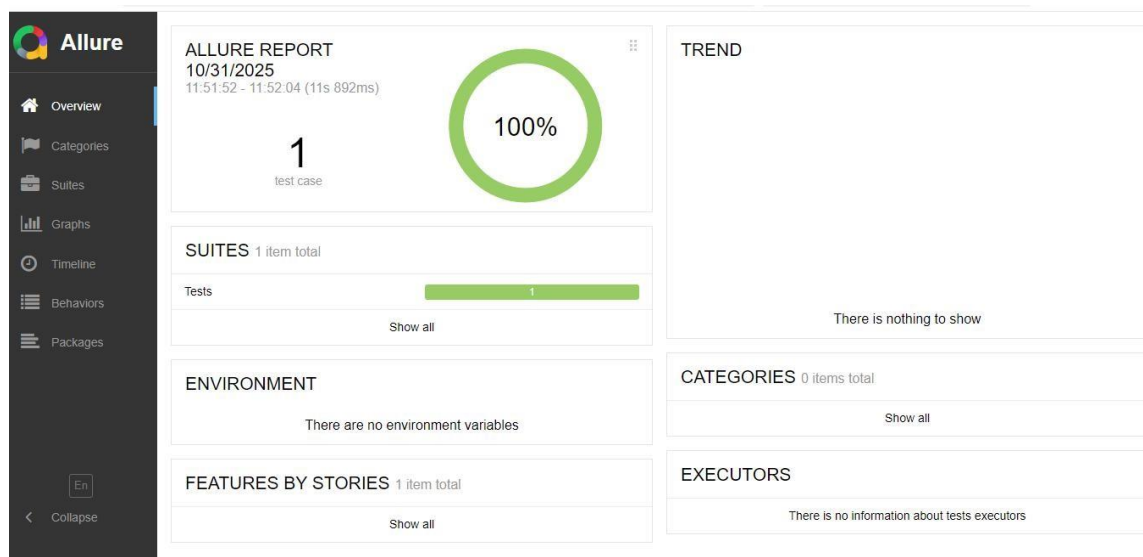 Allure
Overview
Categories
Suites
Graphs
Timeline
Behaviors
Packages
En
Collapse
ALLURE REPORT
10/31/2025
11:51:52 - 11:52:04 (11s 892ms)
1
test case
100%
SUITES 1 item total
Tests 1
Show all
ENVIRONMENT
There are no environment variables
FEATURES BY STORIES 1 item total
Show all
TREND
There is nothing to show
CATEGORIES 0 items total
Show all
EXECUTORS
There is no information about tests executors